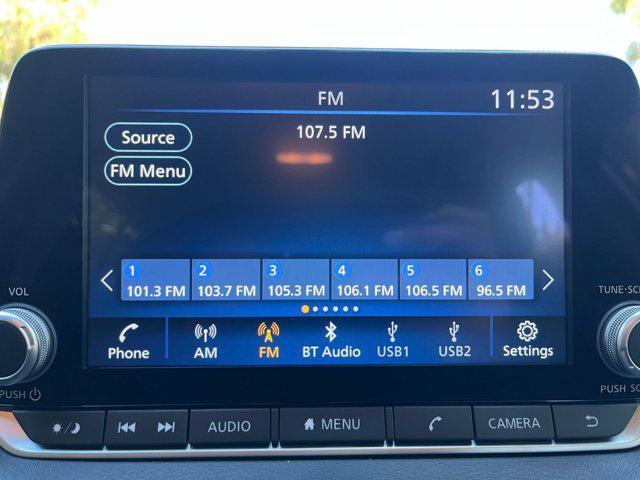 FM 11:53
107.5 FM
Source
FM Menu
1 2 3 4 5 6
101.3 FM 103.7 FM 105.3 FM 106.1 FM 106.5 FM 96.5 FM
VOL
TUNE·SC
Phone AM FM BT Audio USB1 USB2 Settings
PUSH
PUSH SO
AUDIO MENU CAMERA